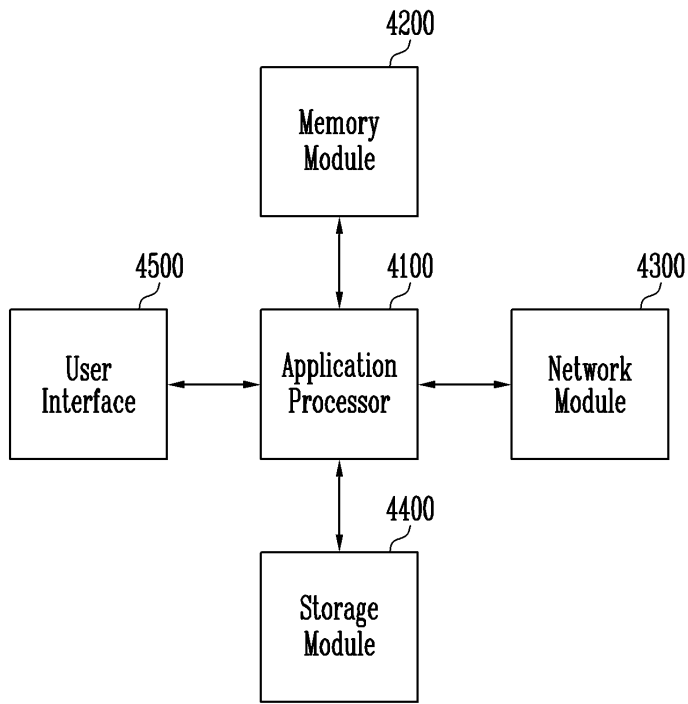 4200
Memory
Module
4500
4100
4300
User
Interface
Application
Processor
Network
Module
4400
Storage
Module